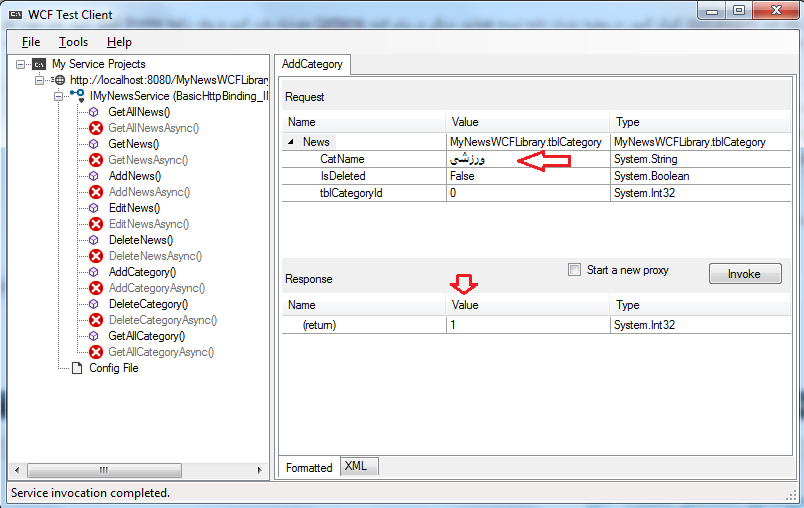 WCF Test Client
File Tools Help
My Service Projects
http://localhost:8080/MyNewsWCFLibrary
IMyNewsService (BasicHttpBinding_I
GetAllNews()
GetAllNewsAsync()
GetNews()
GetNewsAsync()
AddNews()
AddNewsAsync()
EditNews()
EditNewsAsync()
DeleteNews()
DeleteNewsAsync()
AddCategory()
AddCategoryAsync()
DeleteCategory()
DeleteCategoryAsync()
GetAllCategory()
GetAllCategoryAsync()
Config File
AddCategory
Request
Name Value Type
News MyNewsWCFLibrary.tblCategory MyNewsWCFLibrary.tblCategory
CatName ورزشی System.String
IsDeleted False System.Boolean
tblCategoryId 0 System.Int32
Response
Start a new proxy
Invoke
Name Value Type
(return) 1 System.Int32
Formatted XML
Service invocation completed.